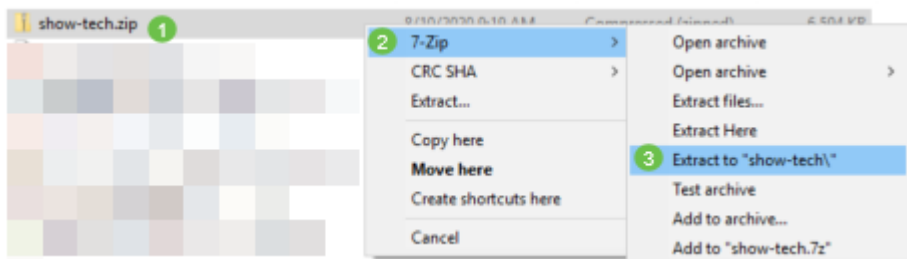 show-tech.zip 1 8/19/2020 9:19 AM Compressed (zipped) 6,594 KB
2 7-Zip >
CRC SHA >
Extract...
Copy here
Move here
Create shortcuts here
Cancel
Open archive
Open archive >
Extract files...
Extract Here
3 Extract to "show-tech\"
Test archive
Add to archive...
Add to "show-tech.7z"